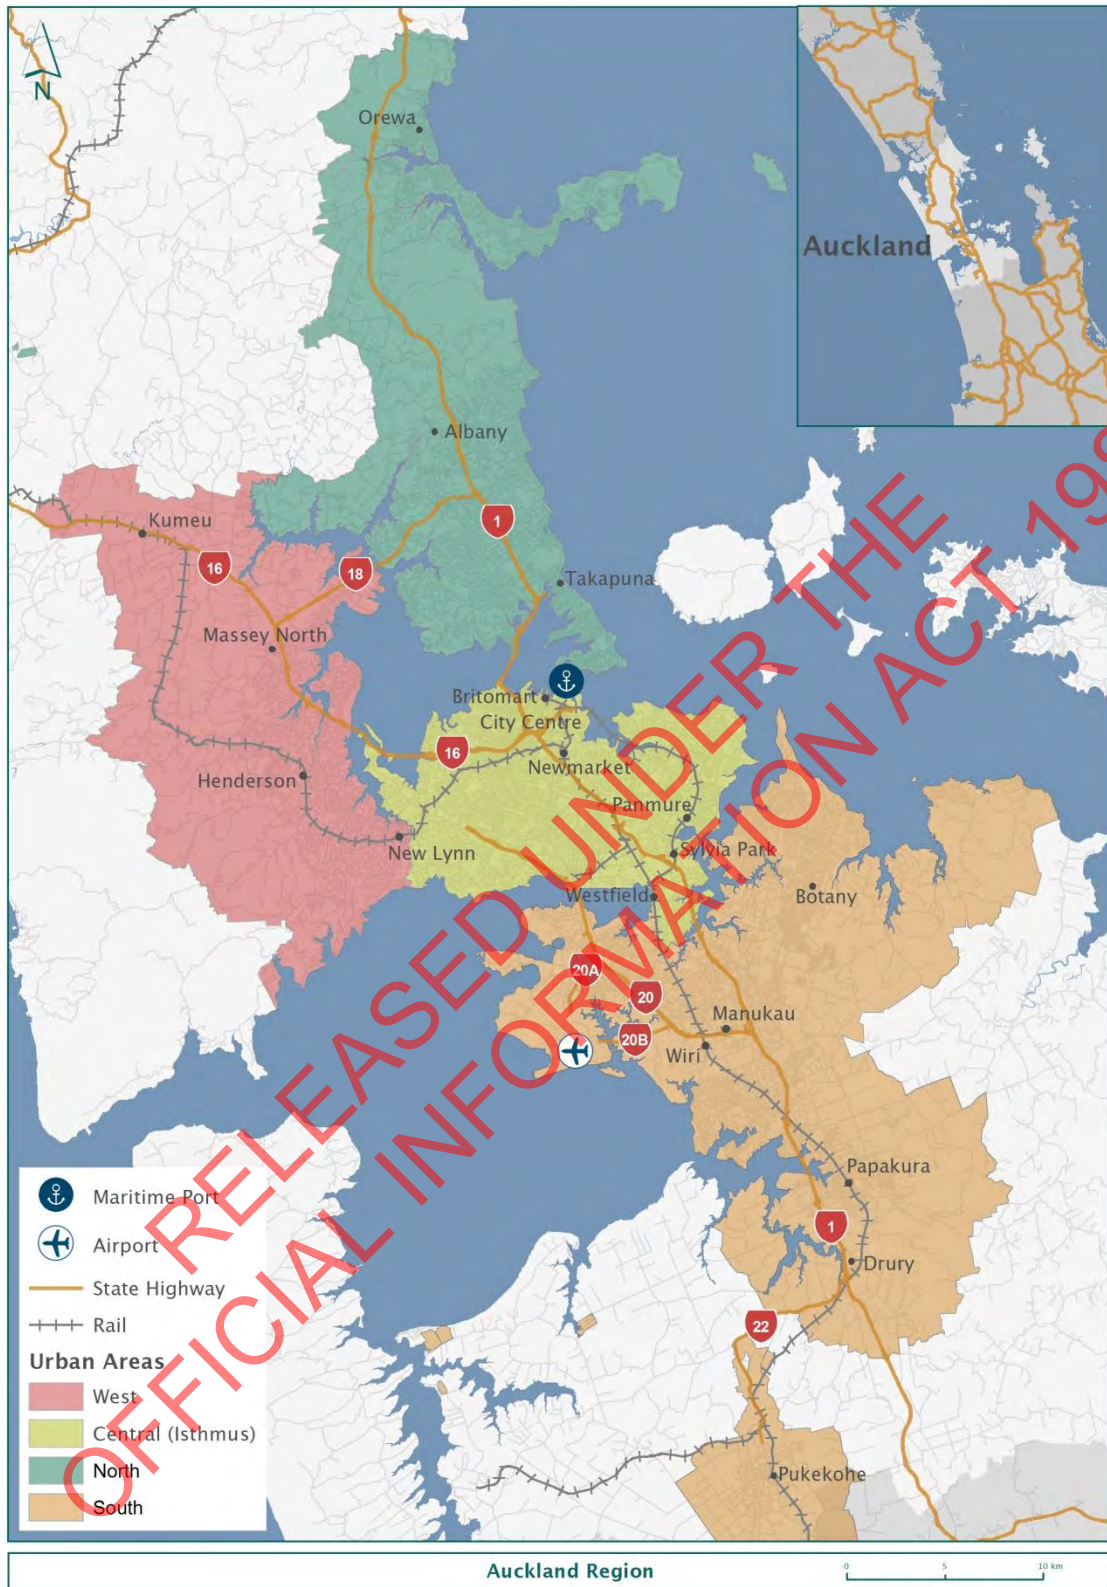 N
Orewa
Auckland
Albany
1
Kumeu
16
18
Takapuna
Massey North
Britomart
City Centre
16
Newmarket
Henderson
Panmure
New Lynn
Sylvia Park
Westfield
Botany
20A
20
Manukau
20B
Wiri
Papakura
1
Drury
22
Pukekohe
Maritime Port
Airport
State Highway
Rail
Urban Areas
West
Central (Isthmus)
North
South
RELEASED UNDER THE
OFFICIAL INFORMATION ACT
Auckland Region
0 5 10 km